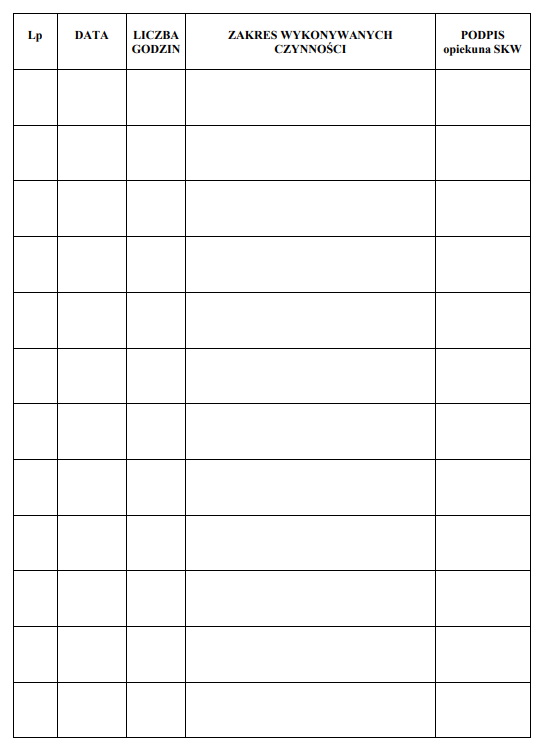 Lp
DATA
LICZBA
GODZIN
ZAKRES WYKONYWANYCH
CZYNNOŚCI
PODPIS
opiekuna SKW